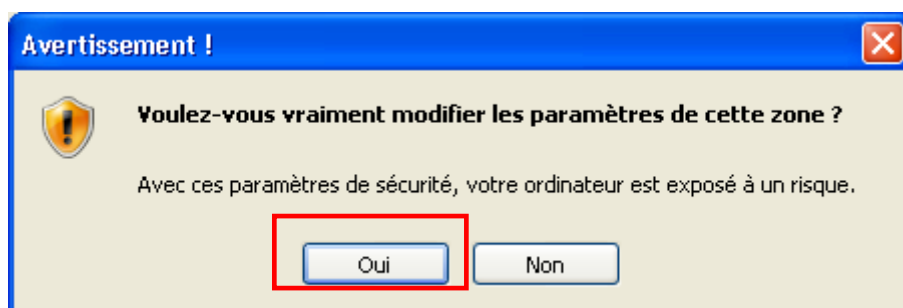 Avertissement !
Voulez-vous vraiment modifier les paramètres de cette zone ?
Avec ces paramètres de sécurité, votre ordinateur est exposé à un risque.
Oui Non